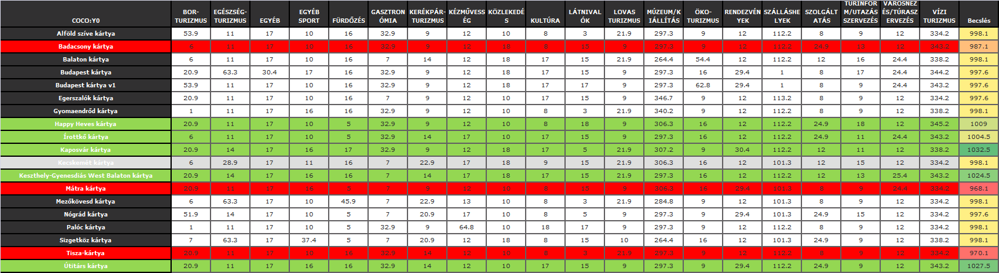 COCO:Y0 BOR-TURIZMUS EGÉSZSÉG-TURIZMUS EGYÉB EGYÉB SPORT FÜRDŐZÉS GASZTRONÓMIA KERÉKPÁR-TURIZMUS KÉZMŰVESSÉG KÖZLEKEDÉS KULTÚRA LÁTNIVALÓK LOVAS TURIZMUS MÚZEUM/KIÁLLÍTÁS ÖKO-TURIZMUS RENDEZVÉNYEK SZÁLLÁSHELYEK SZOLGÁLTATÁS TURINFORM/UTAZÁSSZERVEZÉS VÁROSNÉZÉS/TÚRASZERVEZÉS VÍZI TURIZMUS Becslés
Alföld szíve kártya 53.9 11 17 10 16 32.9 9 12 10 8 3 21.9 297.3 9 12 112.2 8 9 12 334.2 998.1
Badacsony kártya 6 11 17 10 16 32.9 9 12 18 8 15 9 297.3 9 12 112.2 24.9 13 12 343.2 987.1
Balaton kártya 6 11 17 10 16 7 14 12 18 17 15 21.9 264.4 54.4 12 112.2 12 16 24.4 338.2 998.1
Budapest kártya 20.9 63.3 30.4 17 16 32.9 9 12 18 17 15 9 297.3 16 29.4 1 8 17 24.4 344.2 997.6
Budapest kártya v1 53.9 11 17 10 16 32.9 9 12 18 17 17 9 297.3 62.8 29.4 1 8 9 24.4 343.2 997.6
Egerszalók kártya 20.9 11 17 10 16 7 9 12 10 17 15 9 346.7 9 12 113.2 8 9 12 334.2 997.6
Gyomaendrőd kártya 1 11 17 16 16 32.9 9 12 10 8 3 21.9 340.2 9 12 112.2 8 9 12 338.2 998.1
Happy Heves kártya 20.9 11 17 10 5 32.9 9 12 10 8 18 9 306.3 16 12 112.2 24.9 18 12 345.2 1009
Írottkő kártya 6 11 17 10 16 32.9 14 17 10 17 15 9 297.3 16 12 112.2 24.9 11 24.4 343.2 1004.5
Kaposvár kártya 20.9 14 17 16 17 32.9 9 12 18 17 5 21.9 307.2 9 30.4 112.2 12 11 12 338.2 1032.5
Kecskemét kártya 6 28.9 17 11 16 7 22.9 17 18 9 15 21.9 306.3 16 12 101.3 12 15 12 334.2 998.1
Keszthely-Gyenesdiás West Balaton kártya 20.9 14 17 16 16 7 14 17 18 17 15 21.9 297.3 16 12 112.2 12 13 25.4 343.2 1024.5
Mátra kártya 20.9 11 17 16 5 7 9 12 10 8 15 9 306.3 16 29.4 101.3 8 9 24.4 334.2 968.1
Mezőkövesd kártya 6 63.3 17 10 45.9 7 22.9 13 10 8 3 21.9 284.8 9 12 101.3 8 9 12 334.2 998.1
Nógrád kártya 51.9 14 17 10 5 7 20.9 17 10 8 5 9 297.3 9 29.4 101.3 24.9 15 12 334.2 997.6
Palóc kártya 1 11 17 10 5 32.9 9 64.8 10 18 17 9 297.3 9 12 112.2 8 9 12 334.2 998.1
Szigetköz kártya 7 63.3 17 37.4 5 7 20.9 12 18 8 15 10 264.4 16 12 101.3 24.9 9 12 338.2 998.1
Tisza-kártya 20.9 11 17 10 16 32.9 14 12 10 8 3 21.9 297.3 9 12 112.2 8 9 12 334.2 970.1
Útitárs kártya 20.9 11 17 16 16 32.9 14 12 10 17 15 9 297.3 9 29.4 112.2 24.9 9 12 343.2 1027.5